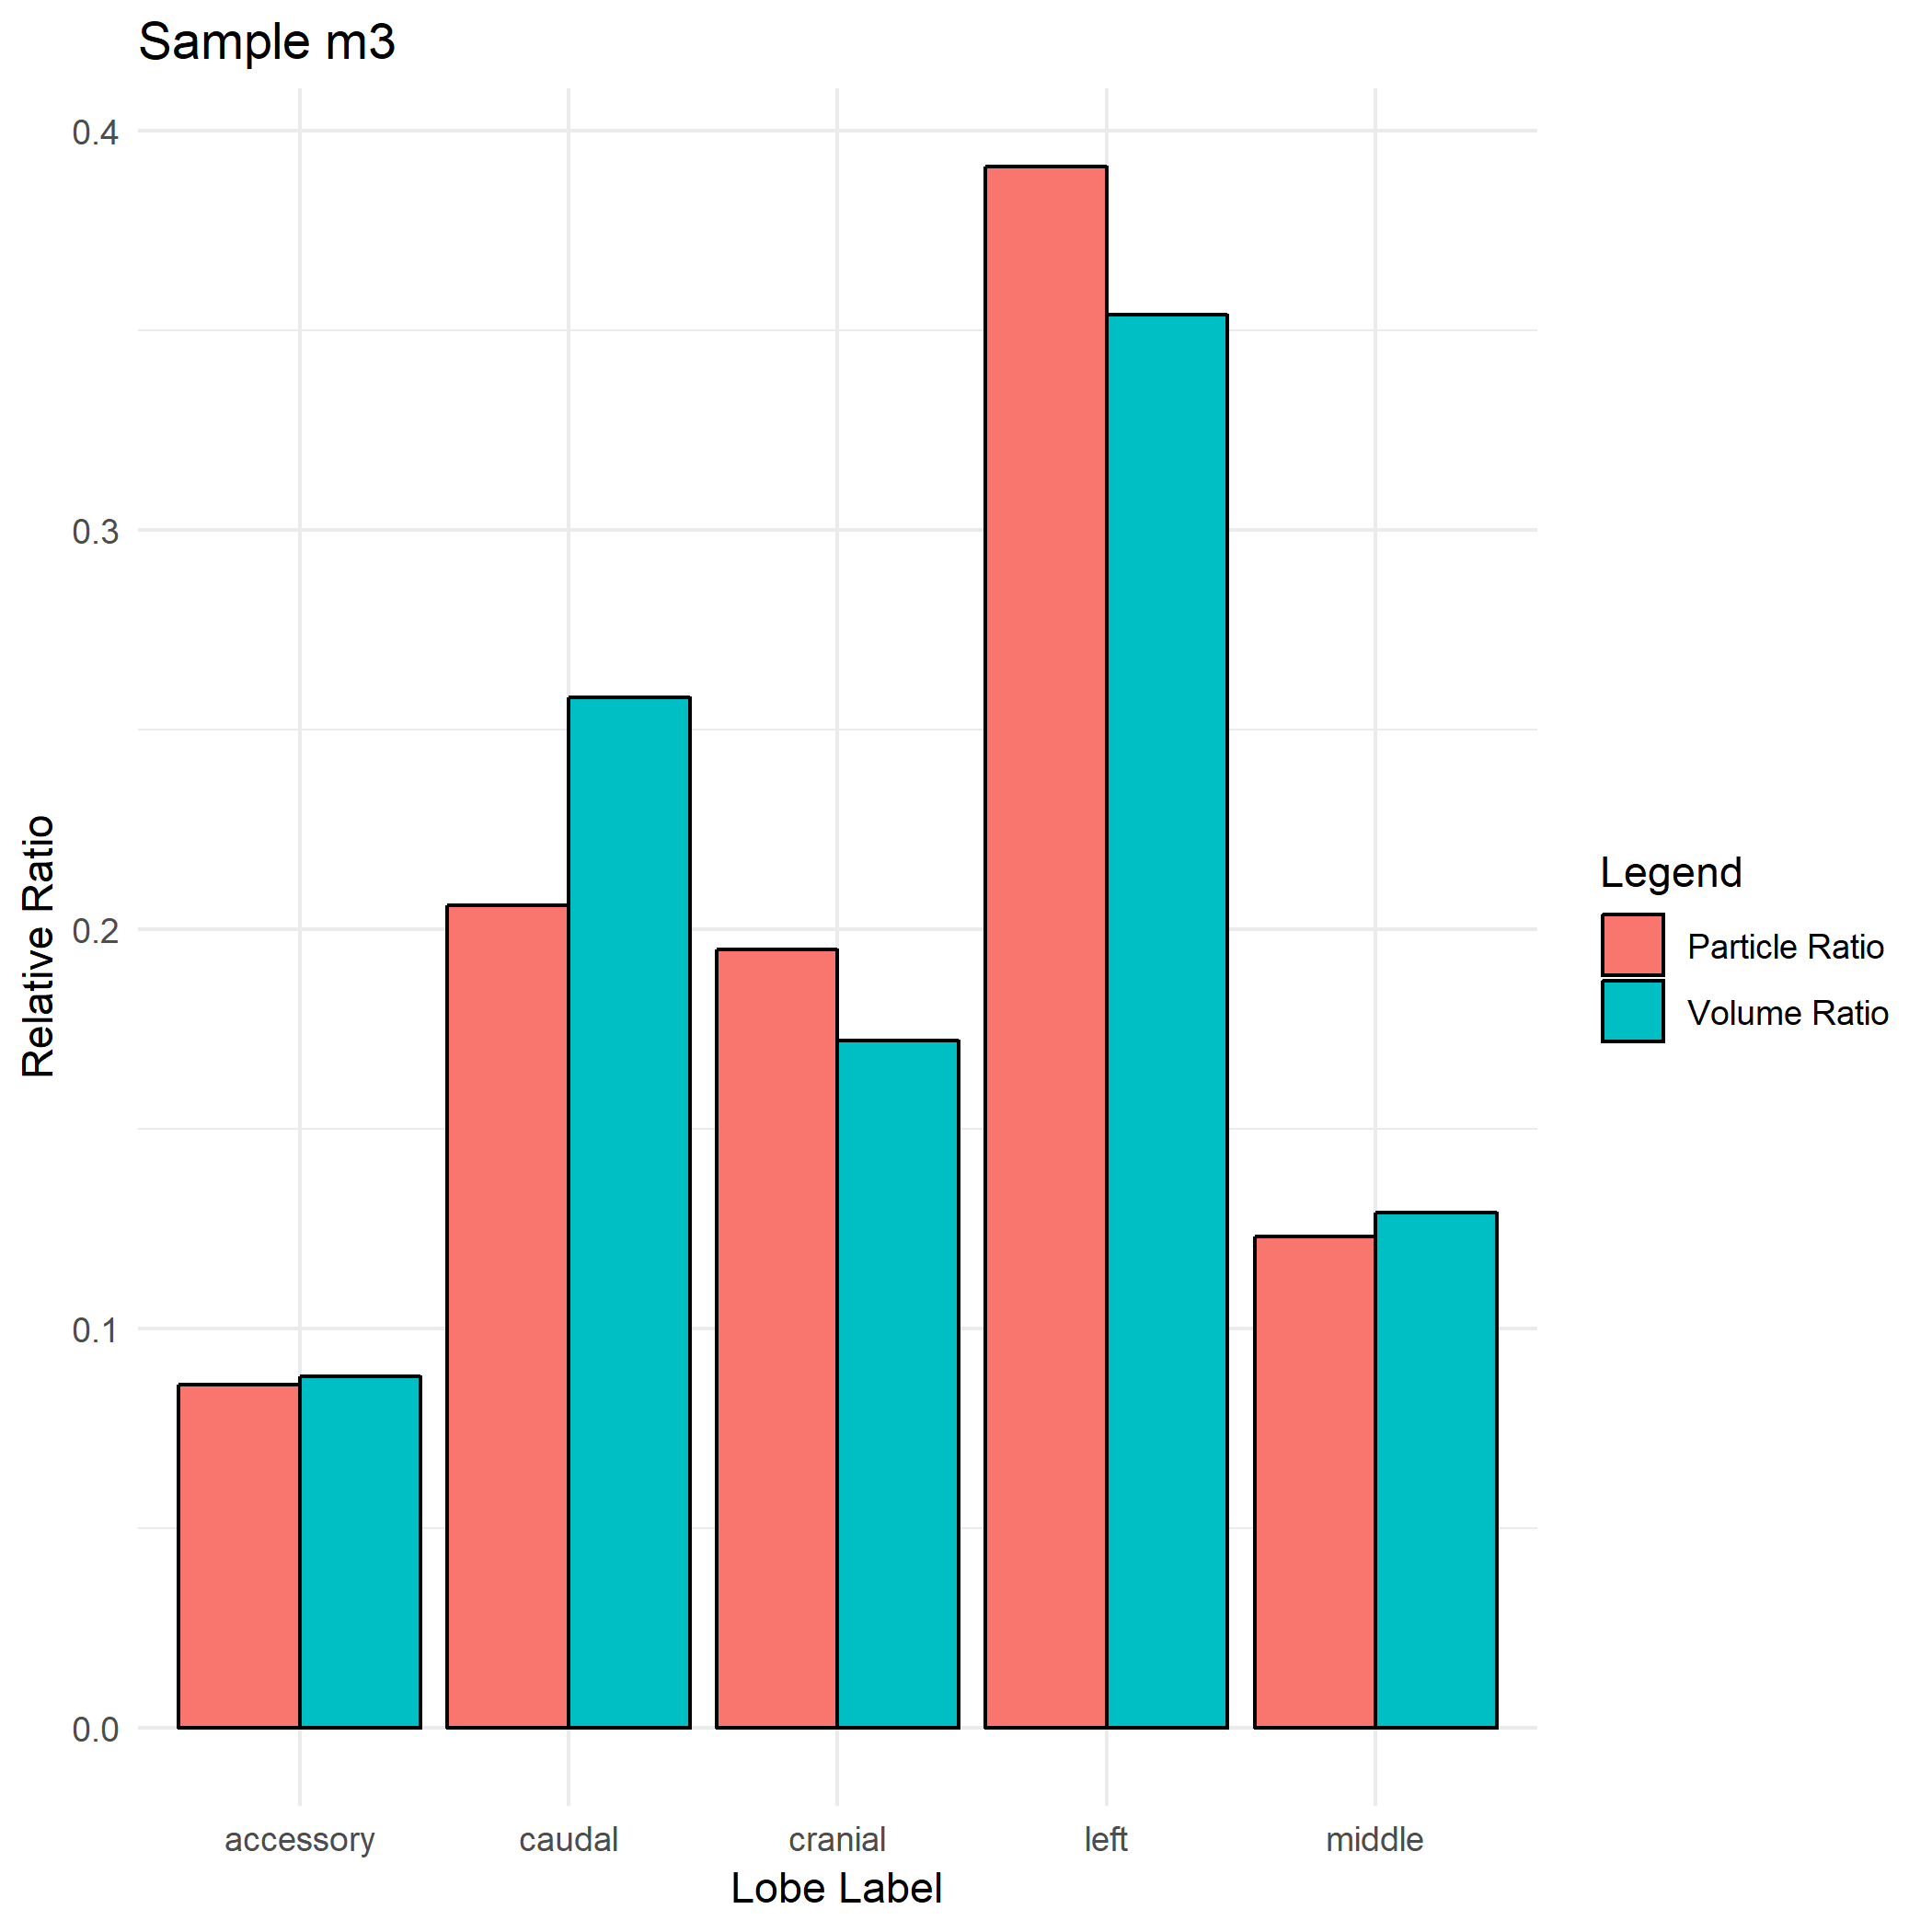 Sample m3
0.4
0.3
0.2
0.1
0.0
Relative Ratio
accessory caudal cranial left middle
Lobe Label
Legend
Particle Ratio
Volume Ratio